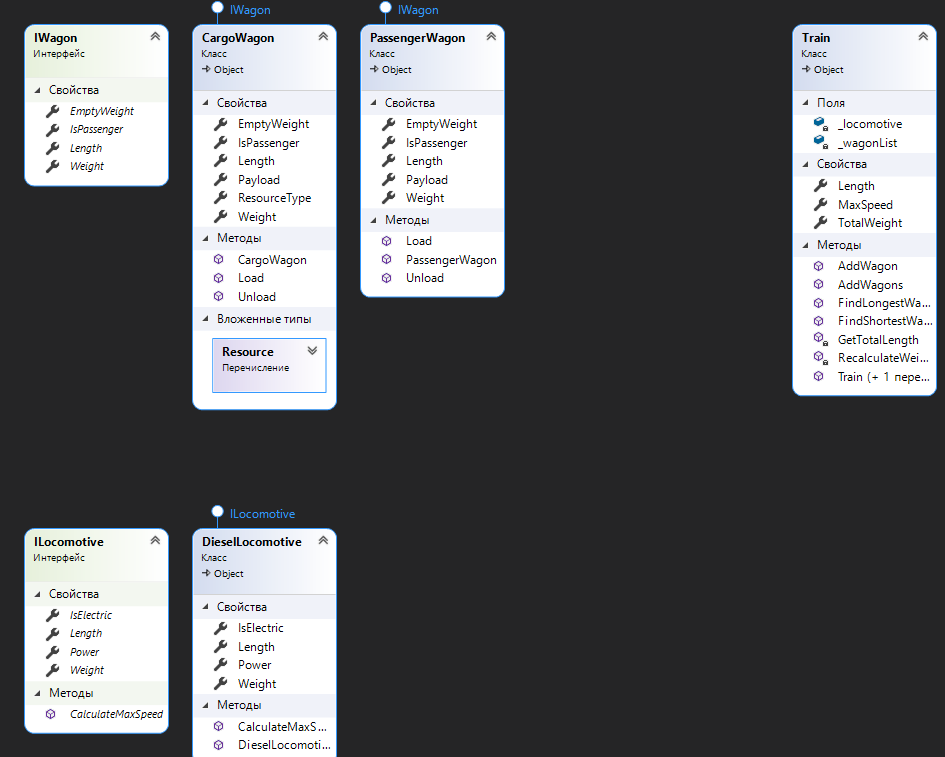 IWagon
Интерфейс
Свойства
EmptyWeight
IsPassenger
Length
Weight
IWagon
CargoWagon
Класс
Object
Свойства
EmptyWeight
IsPassenger
Length
Payload
ResourceType
Weight
Методы
CargoWagon
Load
Unload
Вложенные типы
Resource
Перечисление
IWagon
PassengerWagon
Класс
Object
Свойства
EmptyWeight
IsPassenger
Length
Payload
Weight
Методы
Load
PassengerWagon
Unload
Train
Класс
Object
Поля
_locomotive
_wagonList
Свойства
Length
MaxSpeed
TotalWeight
Методы
AddWagon
AddWagons
FindLongestWa...
FindShortestWa...
GetTotalLength
RecalculateWei...
Train (+ 1 пере...
ILocomotive
Интерфейс
Свойства
IsElectric
Length
Power
Weight
Методы
CalculateMaxSpeed
ILocomotive
DieselLocomotive
Класс
Object
Свойства
IsElectric
Length
Power
Weight
Методы
CalculateMaxS...
DieselLocomoti...